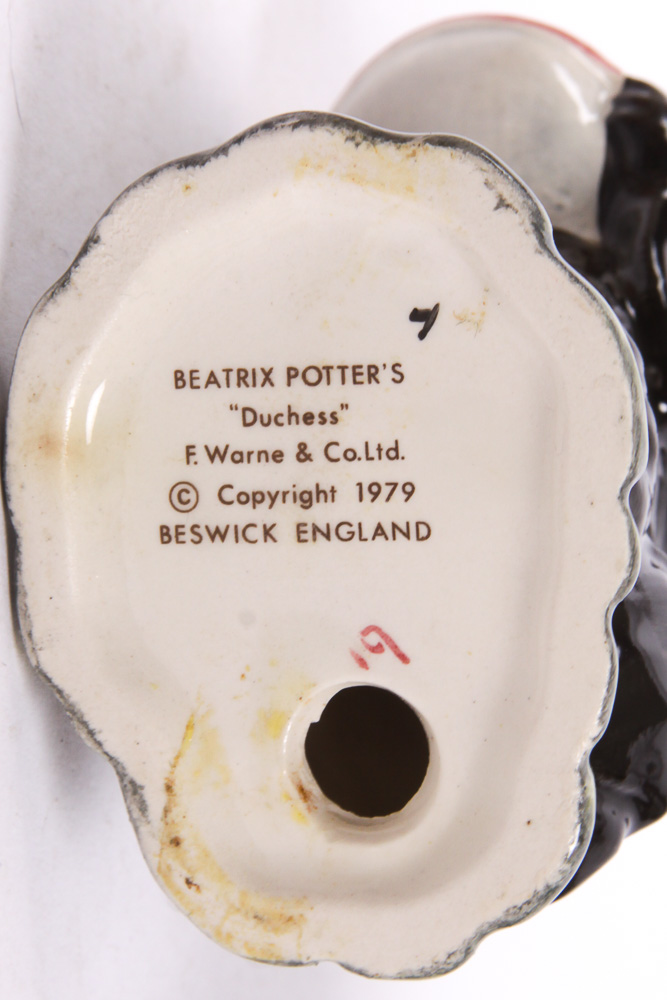 BEATRIX POTTER'S
"Duchess"
F. Warne & Co.Ltd.
© Copyright 1979
BESWICK ENGLAND